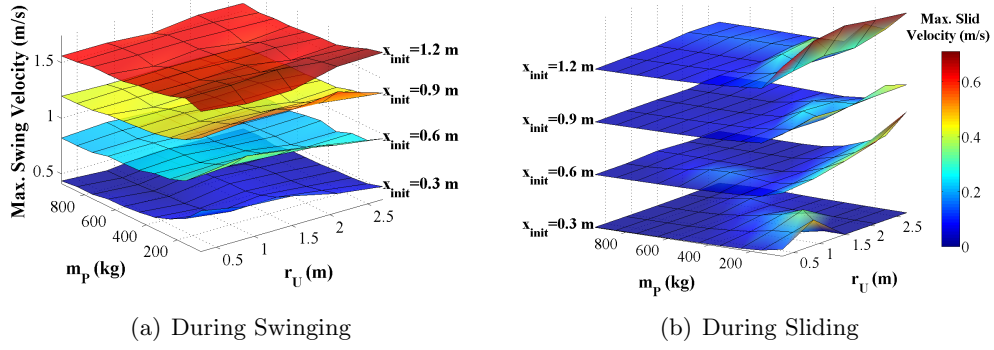 Max. Swing Velocity (m/s)
1.5
1
0.5
x_init=1.2 m
x_init=0.9 m
x_init=0.6 m
x_init=0.3 m
800
600
400
200
m_P (kg)
0.5
1
1.5
2
2.5
r_U (m)
(a) During Swinging
x_init=1.2 m
x_init=0.9 m
x_init=0.6 m
x_init=0.3 m
800
600
400
200
m_P (kg)
0.5
1
1.5
2
2.5
r_U (m)
Max. Slid
Velocity (m/s)
0.6
0.4
0.2
0
(b) During Sliding